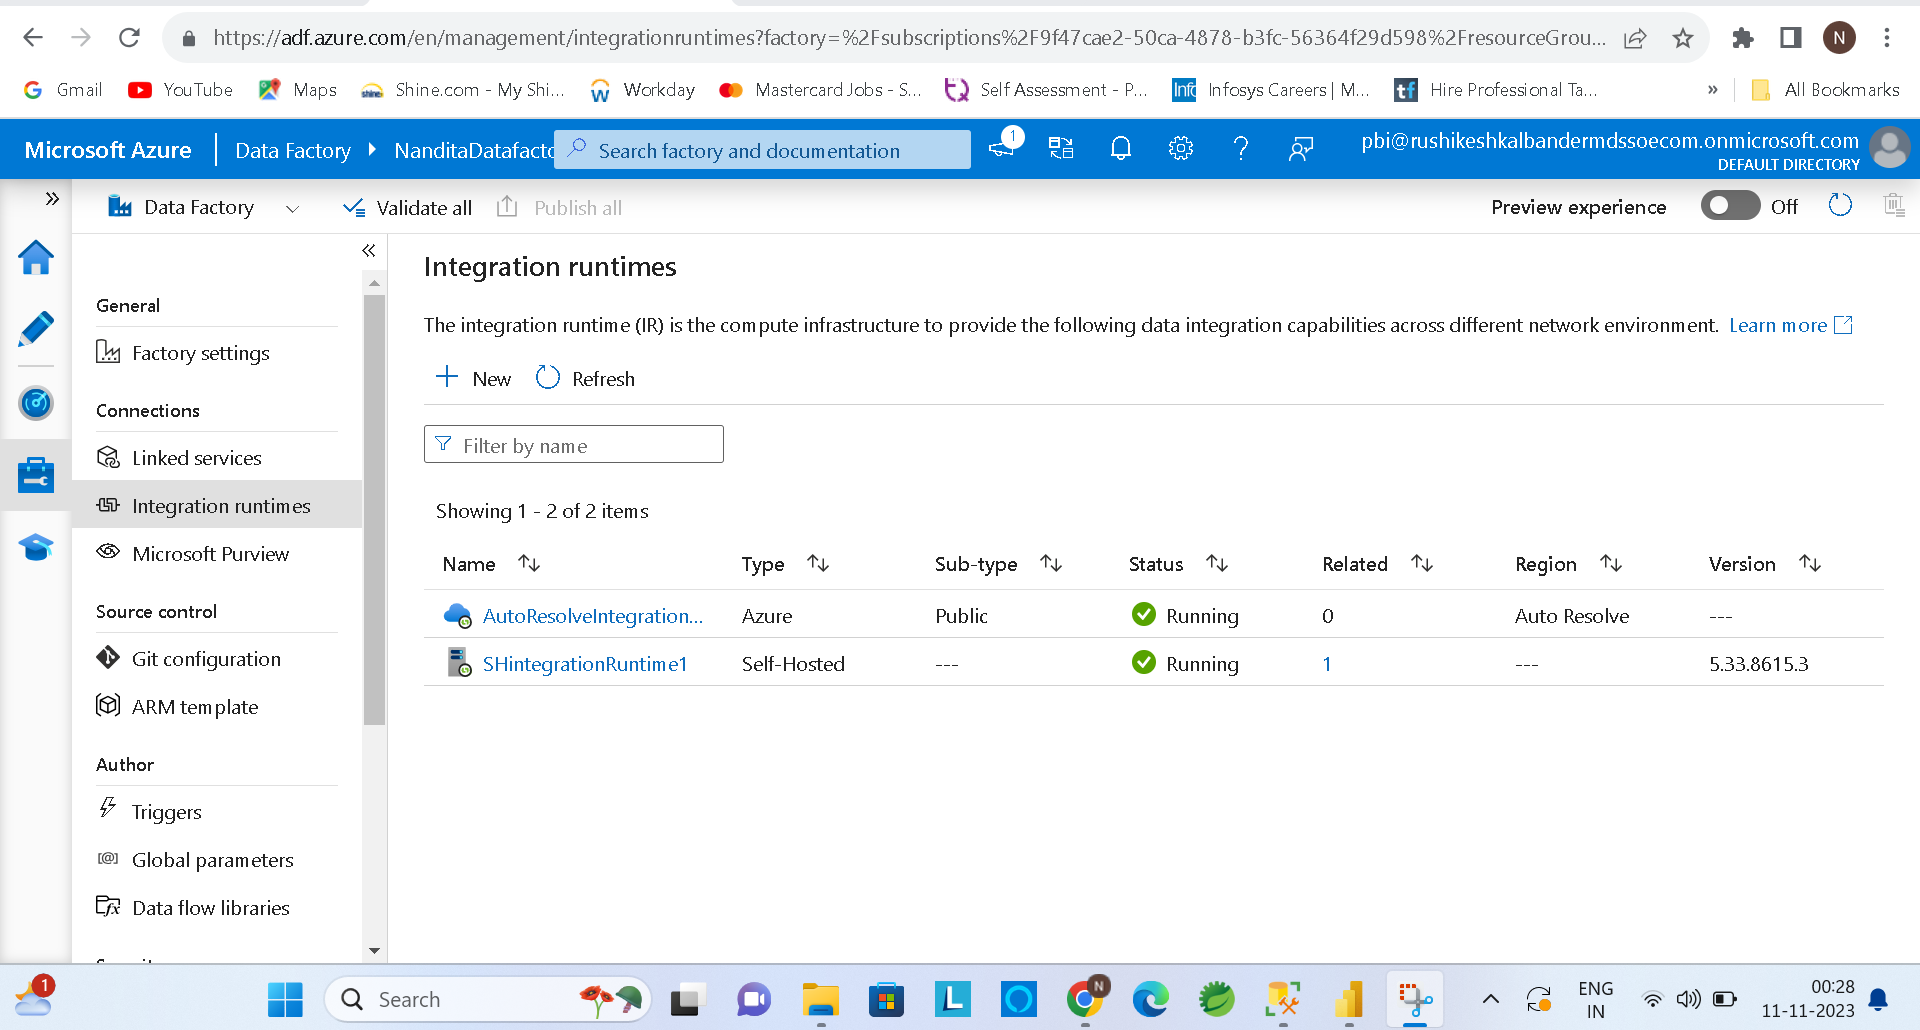 https://adf.azure.com/en/management/integrationruntimes?factory=%2Fsubscriptions%2F9f47cae2-50ca-4878-b3fc-56364f29d598%2FresourceGrou...
N
Gmail YouTube Maps Shine.com - My Shi... Workday Mastercard Jobs - S... Self Assessment - P... Infosys Careers | M... Hire Professional Ta... » All Bookmarks
Microsoft Azure Data Factory NanditaDatafacto Search factory and documentation 1 pbi@rushikeshkalbandermdssoecom.onmicrosoft.com
DEFAULT DIRECTORY
Data Factory Validate all Publish all Preview experience Off
General
Factory settings
Connections
Linked services
Integration runtimes
Microsoft Purview
Source control
Git configuration
ARM template
Author
Triggers
Global parameters
Data flow libraries
Integration runtimes
The integration runtime (IR) is the compute infrastructure to provide the following data integration capabilities across different network environment. Learn more
New Refresh
Filter by name
Showing 1 - 2 of 2 items
Name Type Sub-type Status Related Region Version
AutoResolveIntegration... Azure Public Running 0 Auto Resolve ---
SHintegrationRuntime1 Self-Hosted --- Running 1 --- 5.33.8615.3
1 Search N ENG 00:28
IN 11-11-2023